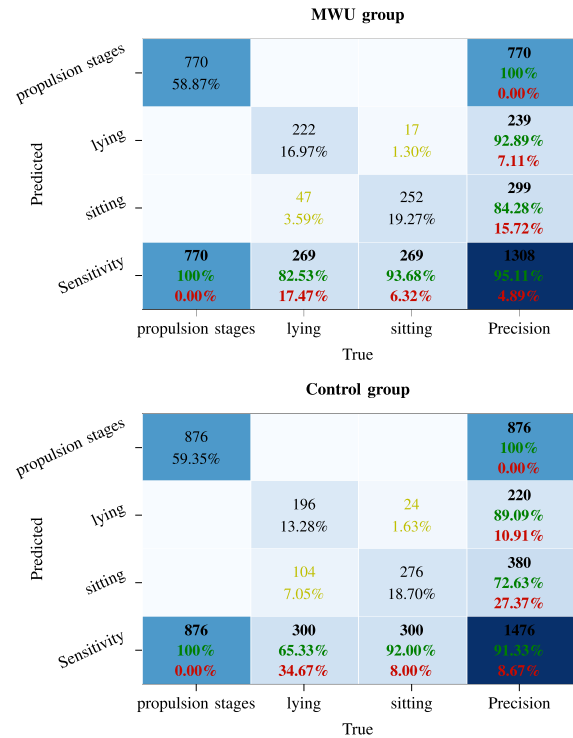 MWU group
propulsion stages
770
58.87%
770
100%
0.00%
lying
222
16.97%
17
1.30%
239
92.89%
7.11%
Predicted
sitting
47
3.59%
252
19.27%
299
84.28%
15.72%
Sensitivity
770
100%
0.00%
269
82.53%
17.47%
269
93.68%
6.32%
1308
95.11%
4.89%
propulsion stages
lying
sitting
Precision
True
Control group
propulsion stages
876
59.35%
876
100%
0.00%
lying
196
13.28%
24
1.63%
220
89.09%
10.91%
Predicted
sitting
104
7.05%
276
18.70%
380
72.63%
27.37%
Sensitivity
876
100%
0.00%
300
65.33%
34.67%
300
92.00%
8.00%
1476
91.33%
8.67%
propulsion stages
lying
sitting
Precision
True